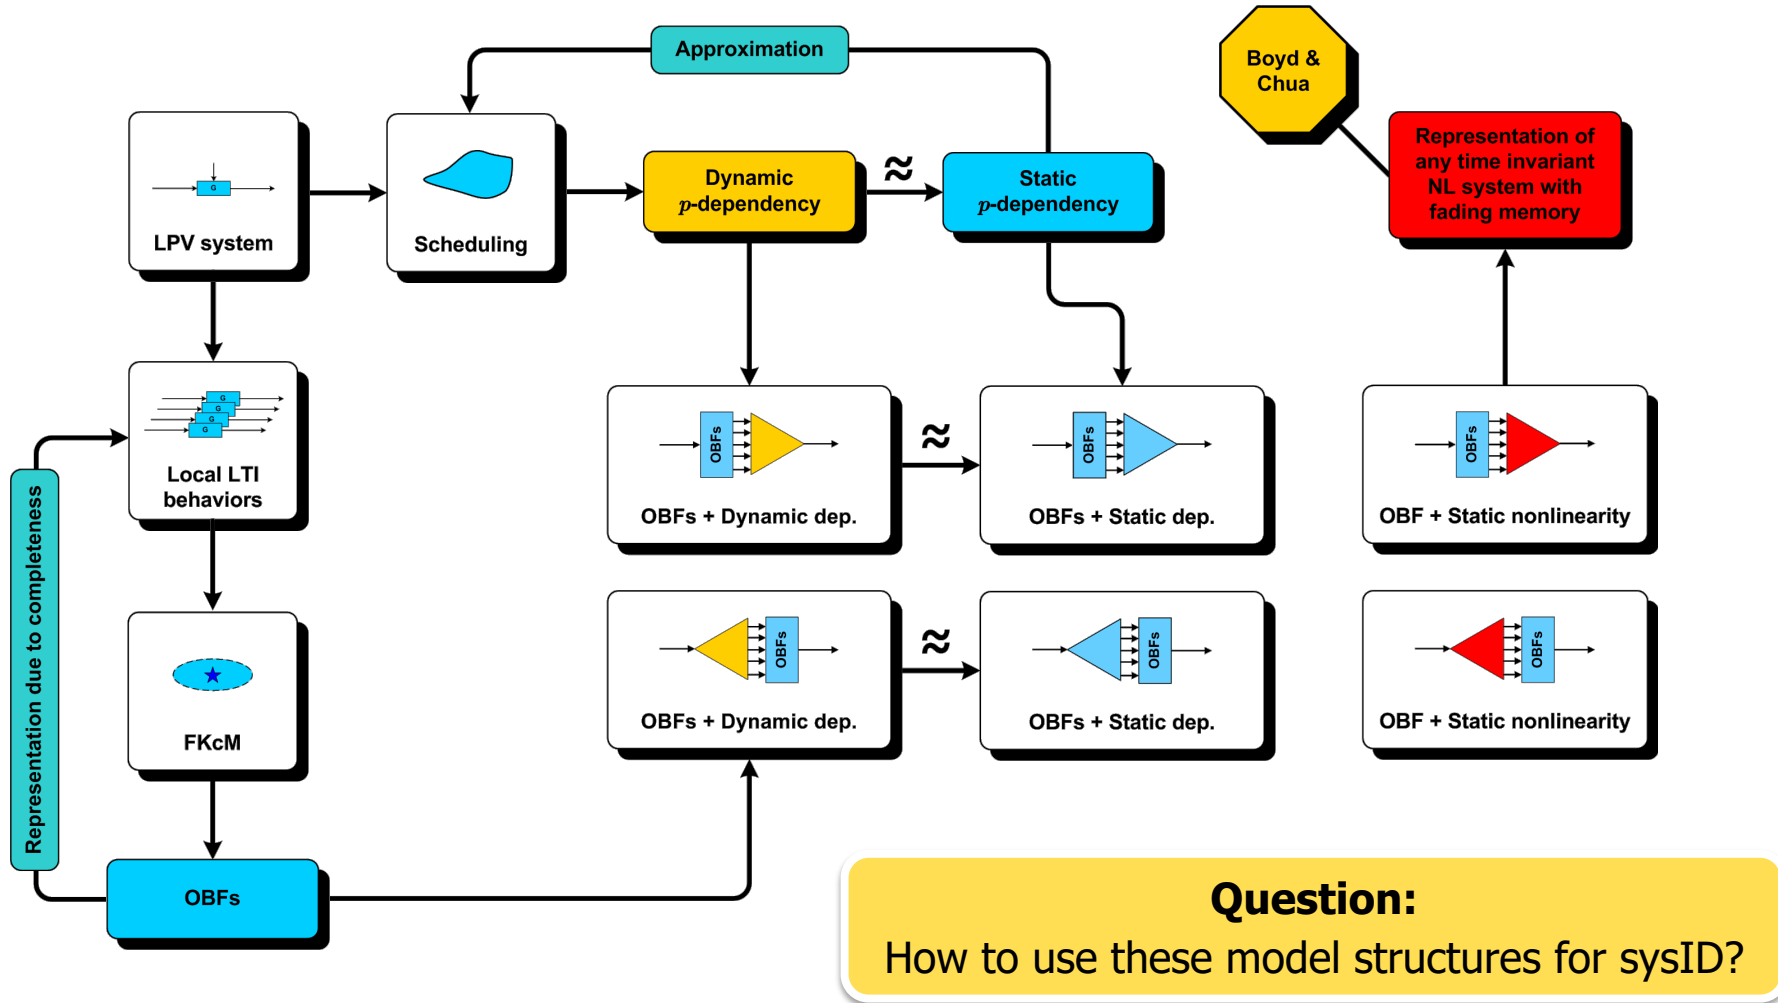 Approximation
Boyd &
Chua
Representation of
any time invariant
NL system with
fading memory
G
LPV system
Scheduling
Dynamic
p-dependency
≈
Static
p-dependency
G
G
G
G
Local LTI
behaviors
OBFs
OBFs + Dynamic dep.
≈
OBFs
OBFs + Static dep.
OBFs
OBF + Static nonlinearity
Representation due to completeness
FKcM
OBFs
OBFs + Dynamic dep.
≈
OBFs
OBFs + Static dep.
OBFs
OBF + Static nonlinearity
OBFs
Question:
How to use these model structures for sysID?